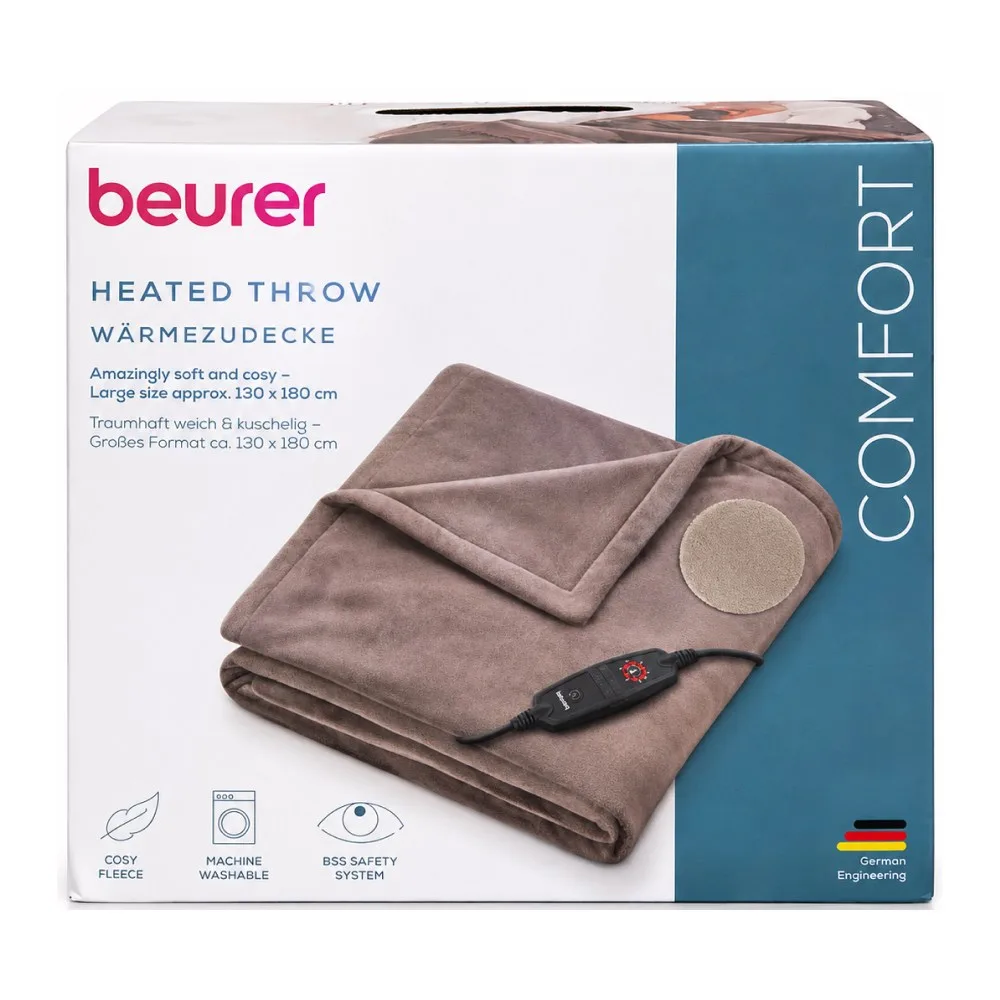 beurer
HEATED THROW
WÄRMEZUDECKE
Amazingly soft and cosy –
Large size approx. 130 x 180 cm
Traumhaft weich & kuschelig –
Großes Format ca. 130 x 180 cm
COMFORT
beurer
COSY
FLEECE
MACHINE
WASHABLE
BSS SAFETY
SYSTEM
German
Engineering